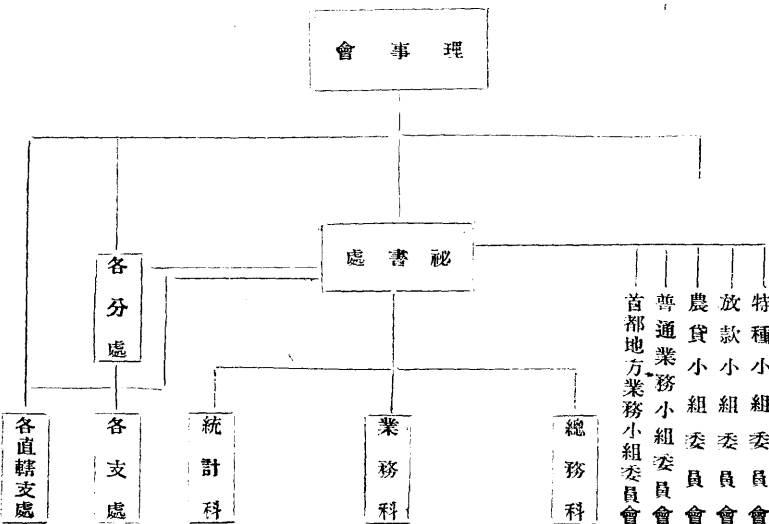 理事會
祕書處
特種小組委員會
放款小組委員會
農貸小組委員會
普通業務小組委員會
首都地方業務小組委員會
各分處
總務科
業務科
統計科
各支處
各直轄支處